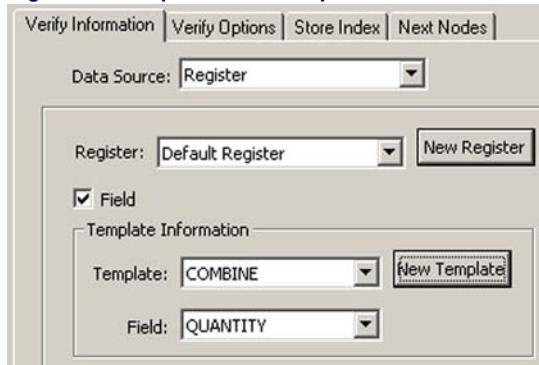 Verify Information Verify Options Store Index Next Nodes
Data Source: Register
Register: Default Register New Register
Field
Template Information
Template: COMBINE New Template
Field: QUANTITY